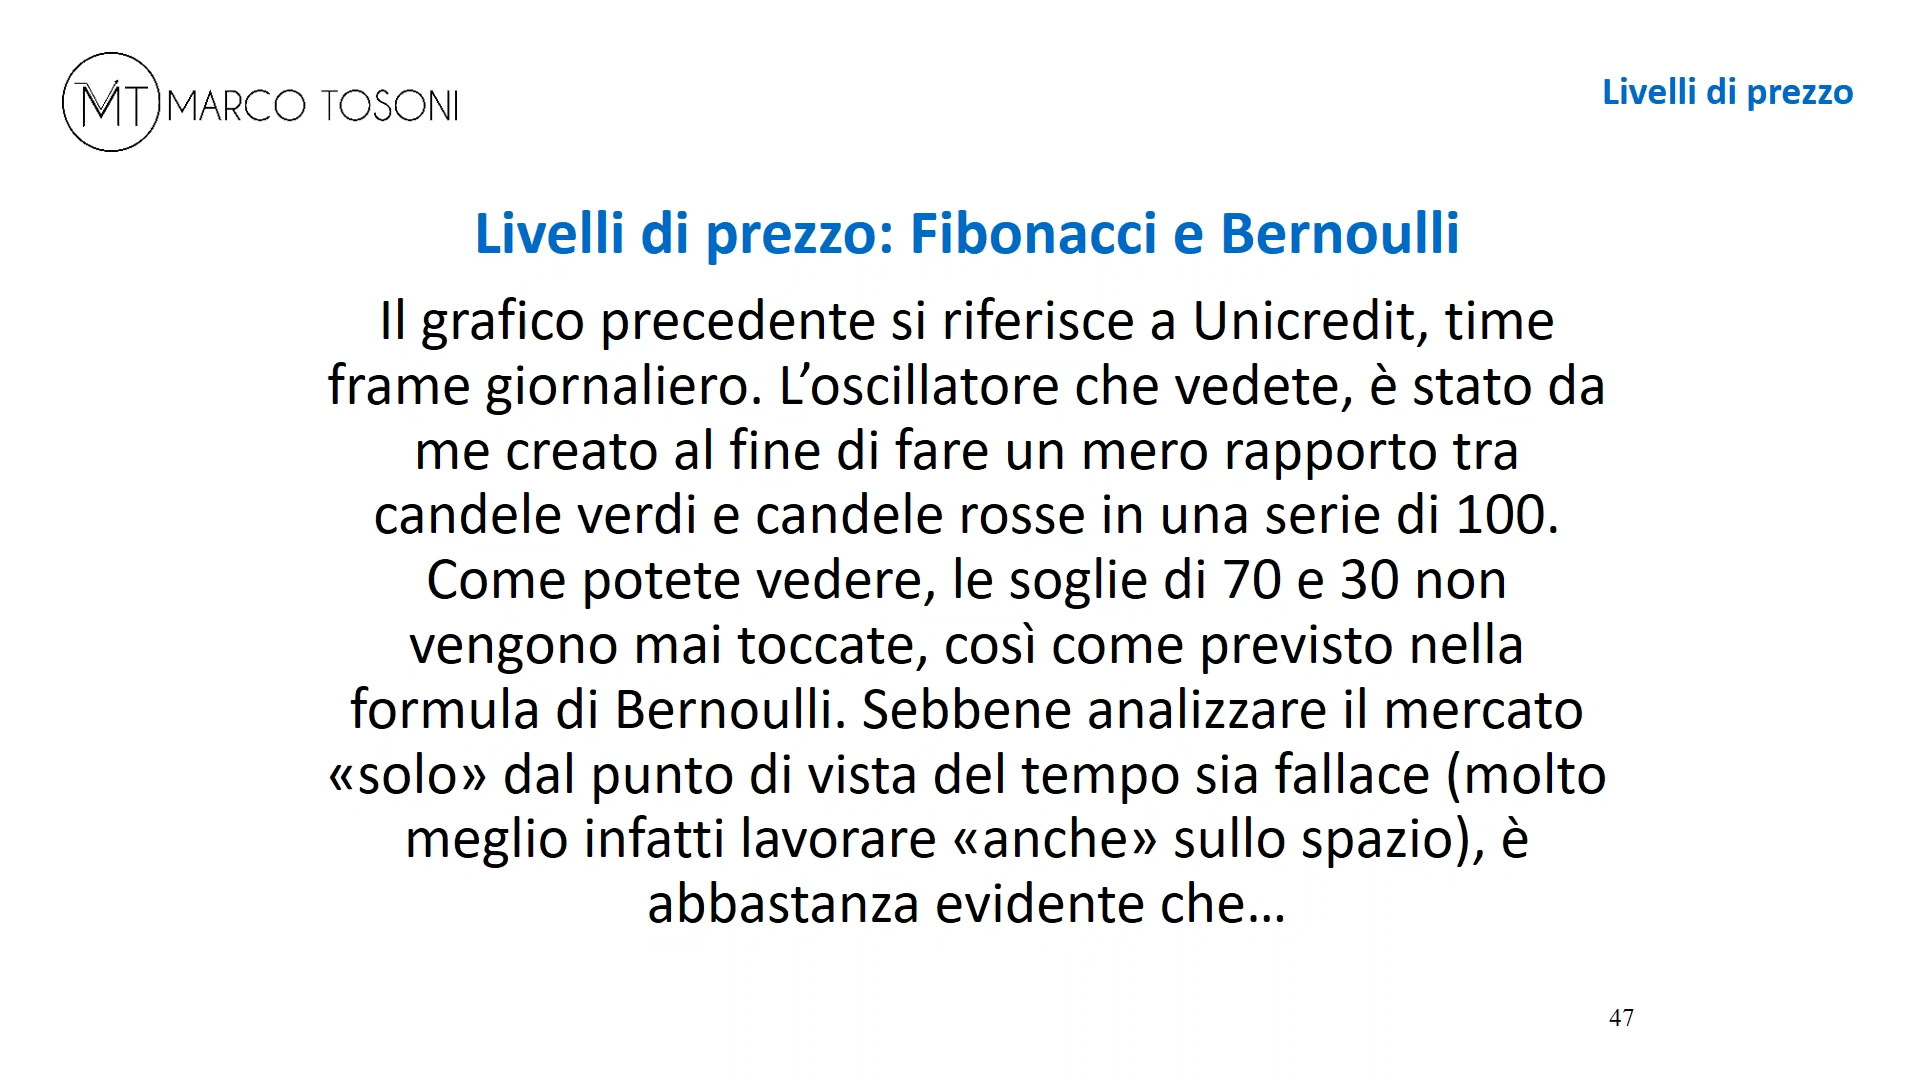 MT MARCO TOSONI
Livelli di prezzo
Livelli di prezzo: Fibonacci e Bernoulli
Il grafico precedente si riferisce a Unicredit, time
frame giornaliero. L’oscillatore che vedete, è stato da
me creato al fine di fare un mero rapporto tra
candele verdi e candele rosse in una serie di 100.
Come potete vedere, le soglie di 70 e 30 non
vengono mai toccate, così come previsto nella
formula di Bernoulli. Sebbene analizzare il mercato
«solo» dal punto di vista del tempo sia fallace (molto
meglio infatti lavorare «anche» sullo spazio), è
abbastanza evidente che…
47